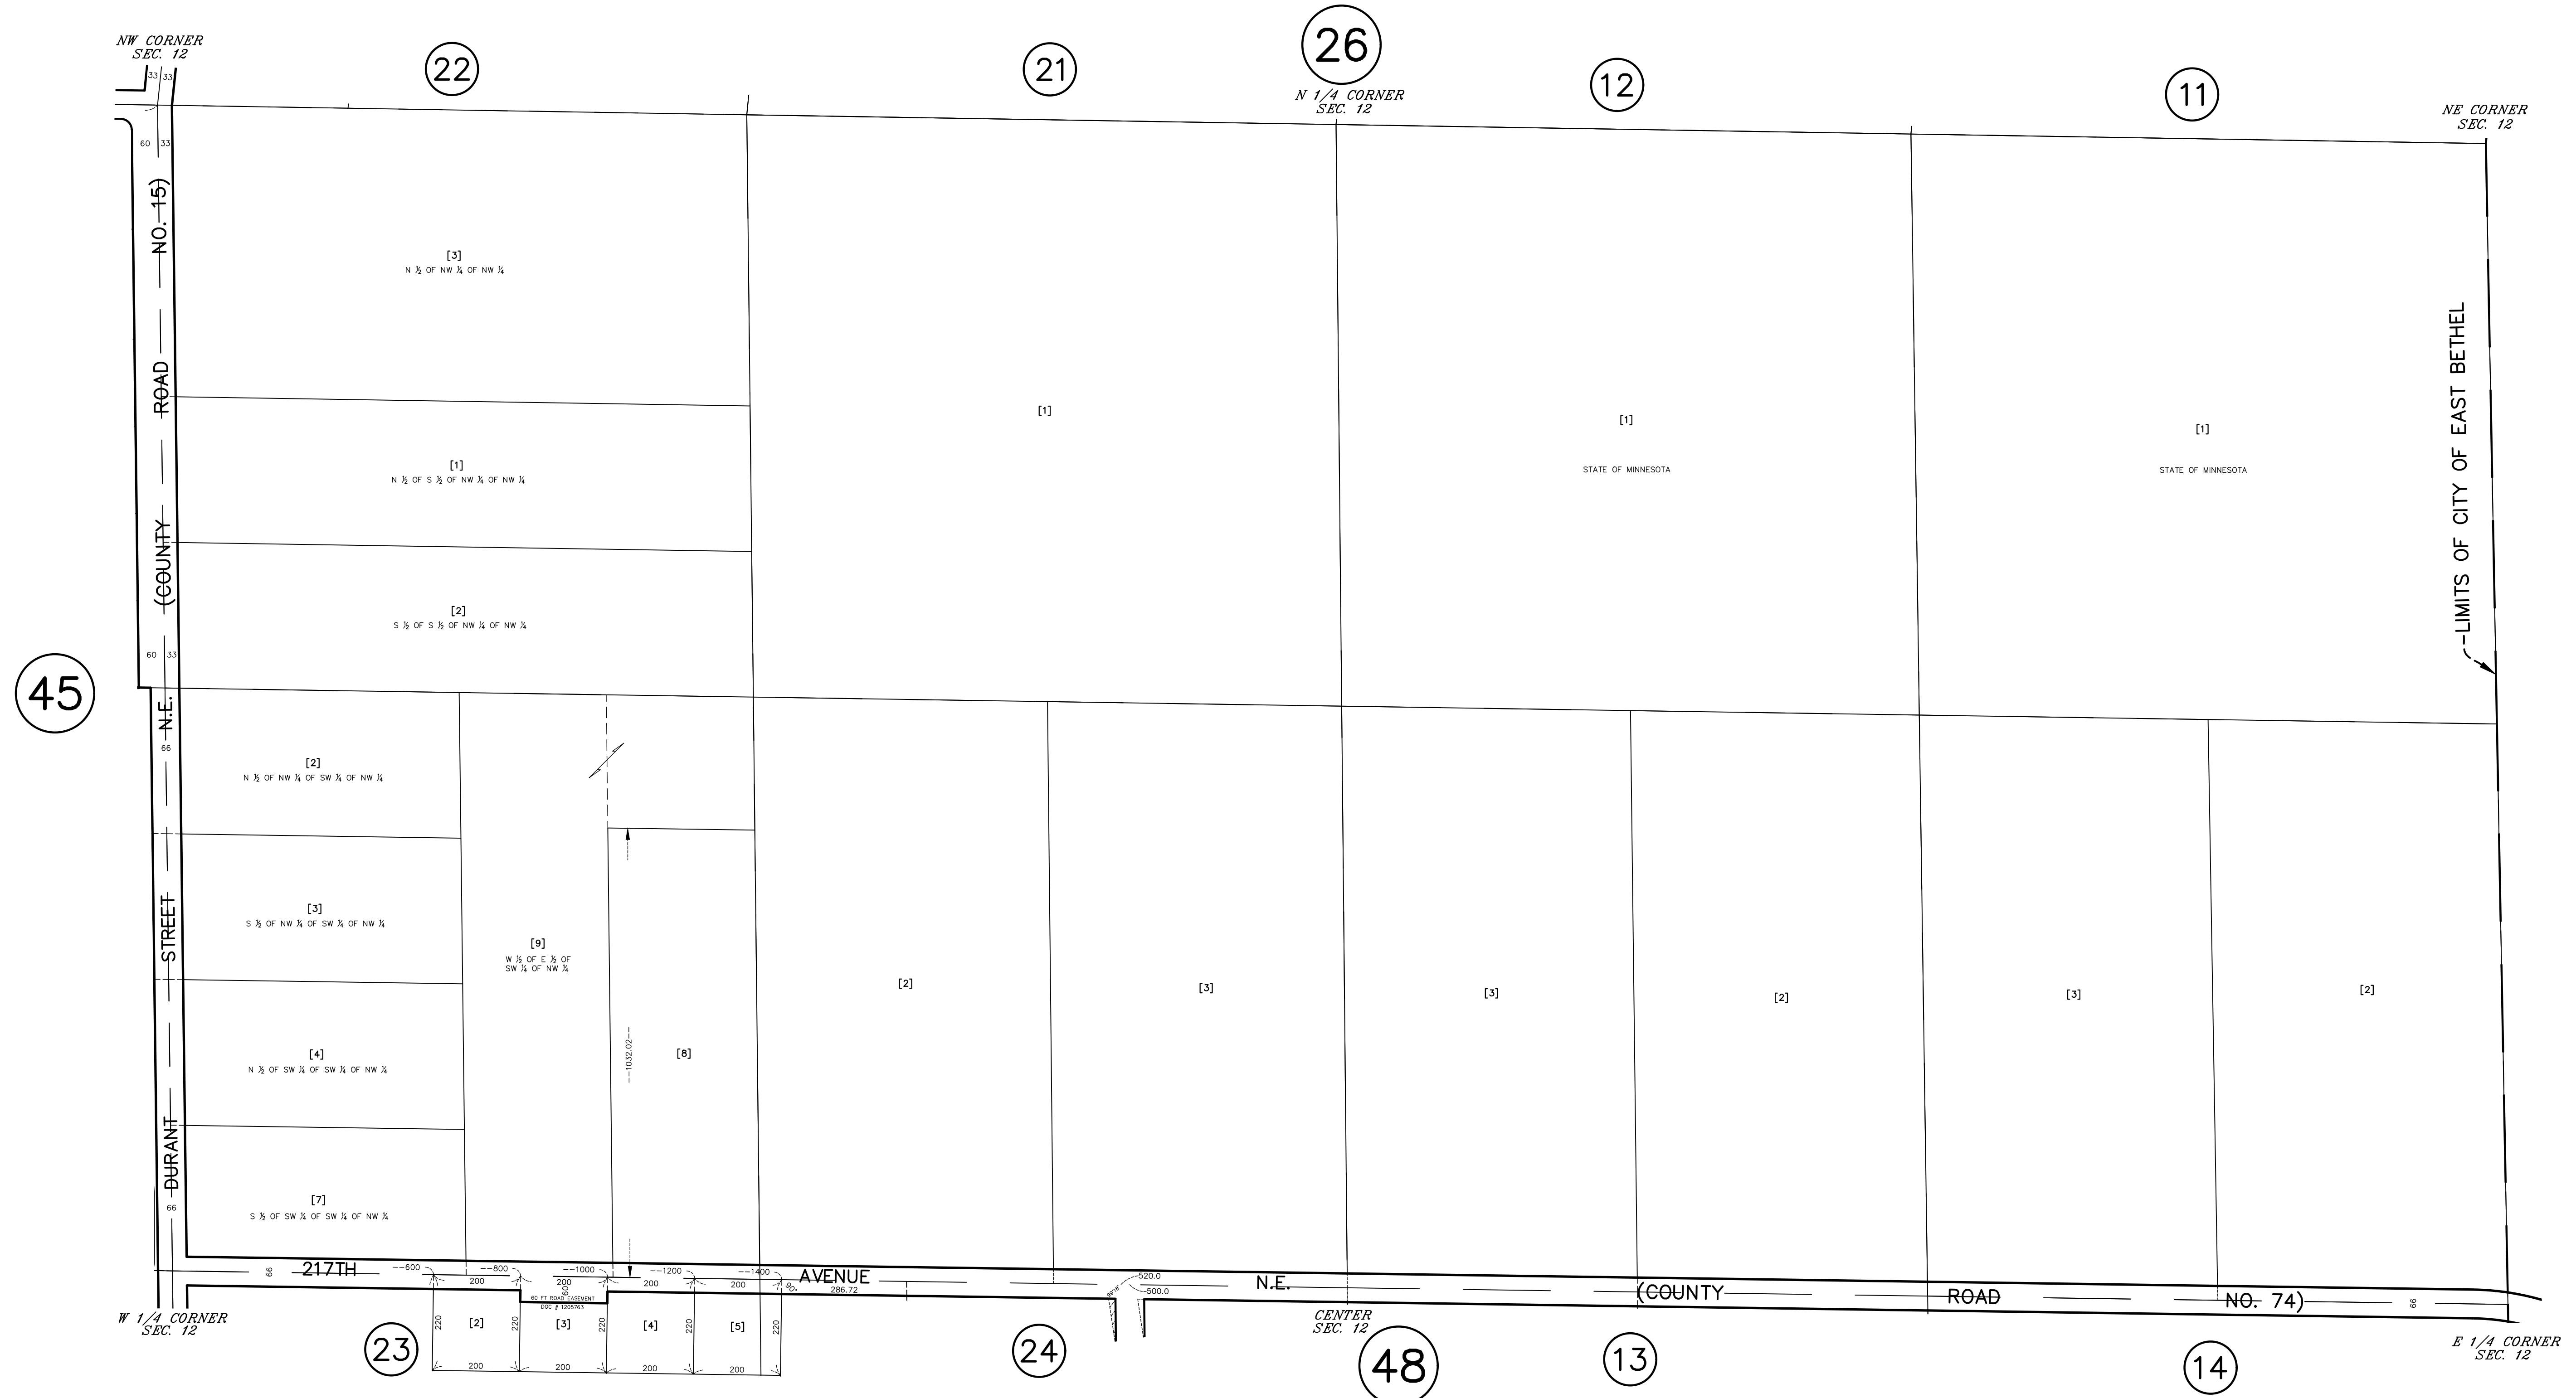 NW CORNER
SEC. 12
22
21
26
N 1/4 CORNER
SEC. 12
12
11
NE CORNER
SEC. 12
33 33
60 33
[3]
N ½ OF NW ¼ OF NW ¼
[1]
N ½ OF S ½ OF NW ¼ OF NW ¼
[2]
S ½ OF S ½ OF NW ¼ OF NW ¼
[1]
[1]
STATE OF MINNESOTA
[1]
STATE OF MINNESOTA
LIMITS OF CITY OF EAST BETHEL
60 33
45
DURANT STREET N.E. (COUNTY ROAD NO. 15)
66
[2]
N ½ OF NW ¼ OF SW ¼ OF NW ¼
[3]
S ½ OF NW ¼ OF SW ¼ OF NW ¼
[4]
N ½ OF SW ¼ OF SW ¼ OF NW ¼
[7]
S ½ OF SW ¼ OF SW ¼ OF NW ¼
[9]
W ½ OF E ½ OF
SW ¼ OF NW ¼
--1032.02--
[8]
[2]
[3]
[3]
[2]
[3]
[2]
66
66
217TH AVENUE N.E. (COUNTY ROAD NO. 74)
66
--600
--800
--1000
--1200
--1400
200
200
200
200
90°
286.72
60
60 FT ROAD EASEMENT
DOC # 1205763
520.0
500.0
W 1/4 CORNER
SEC. 12
220
[2]
220
[3]
220
[4]
220
[5]
220
200
200
200
200
23
24
CENTER
SEC. 12
48
13
14
E 1/4 CORNER
SEC. 12